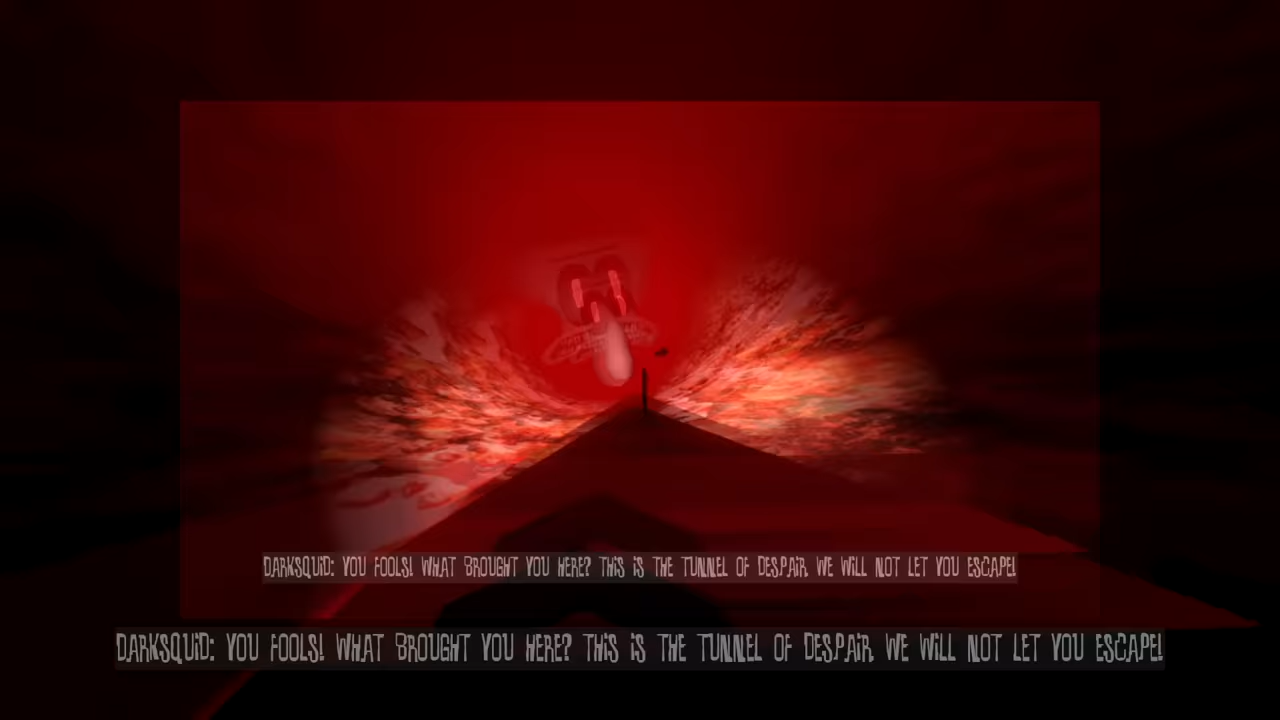 DARKSQUiD: YOU FOOLS! WHAT BROUGHT YOU HERE? THiS iS THE TUNNEL OF DESPAiR. WE WiLL NOT LET YOU ESCAPE!
DARKSQUiD: YOU FOOLS! WHAT BROUGHT YOU HERE? THiS iS THE TUNNEL OF DESPAiR. WE WiLL NOT LET YOU ESCAPE!